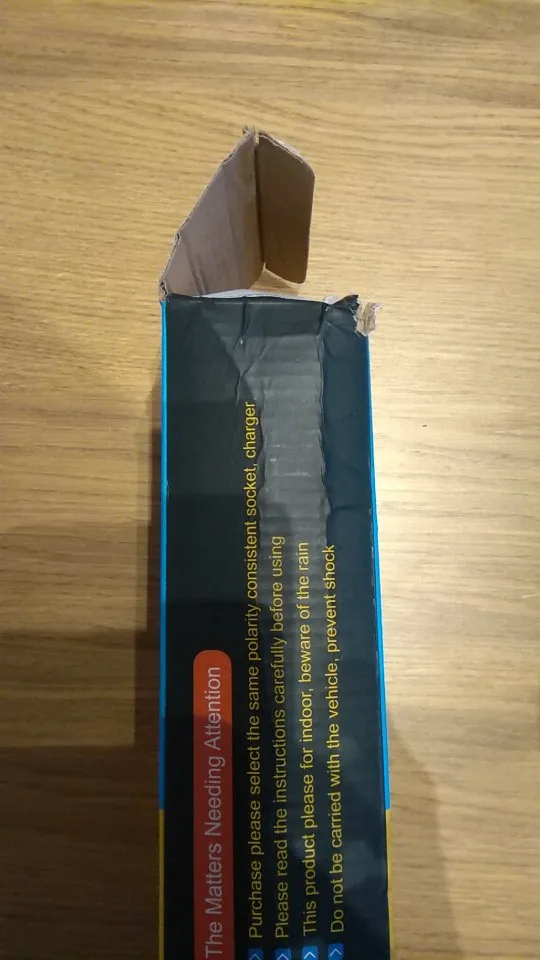 The Matters Needing Attention
Purchase please select the same polarity consistent socket, charger
Please read the instructions carefully before using
This product please for indoor, beware of the rain
Do not be carried with the vehicle, prevent shock